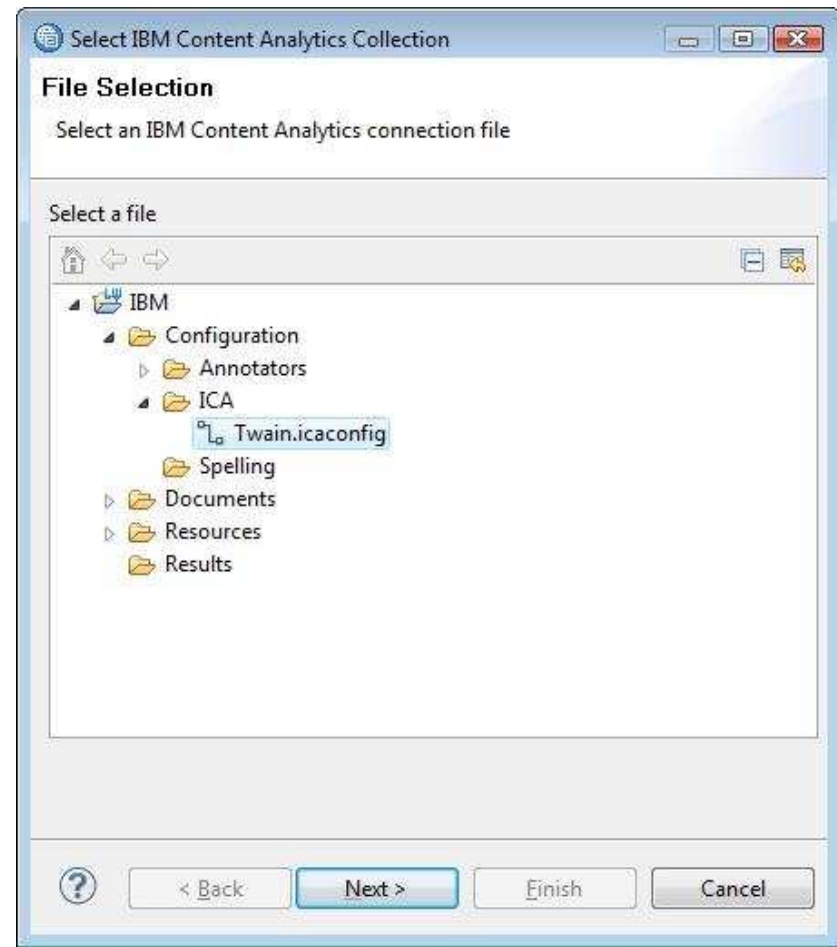 Select IBM Content Analytics Collection
File Selection
Select an IBM Content Analytics connection file
Select a file
IBM
Configuration
Annotators
ICA
Twain.icaconfig
Spelling
Documents
Resources
Results
? < Back Next > Finish Cancel